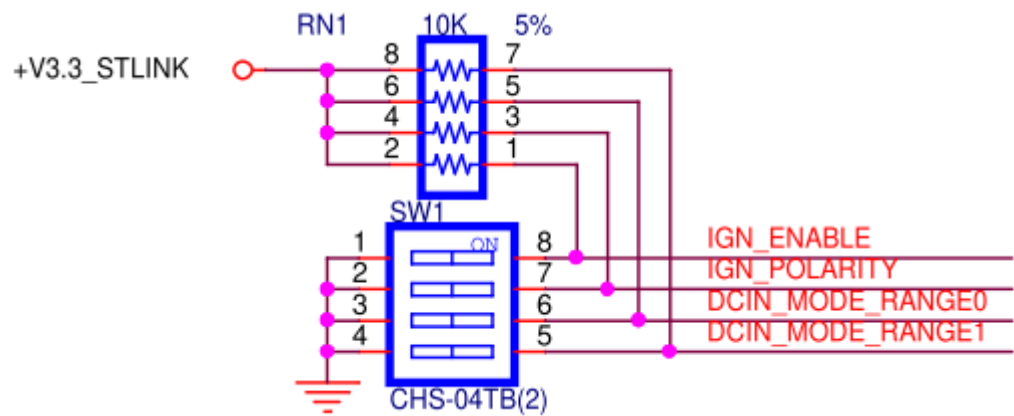 RN1 10K 5%
+V3.3_STLINK 8 7
6 5
4 3
2 1
SW1
1 ON 8 IGN_ENABLE
2 7 IGN_POLARITY
3 6 DCIN_MODE_RANGE0
4 5 DCIN_MODE_RANGE1
CHS-04TB(2)